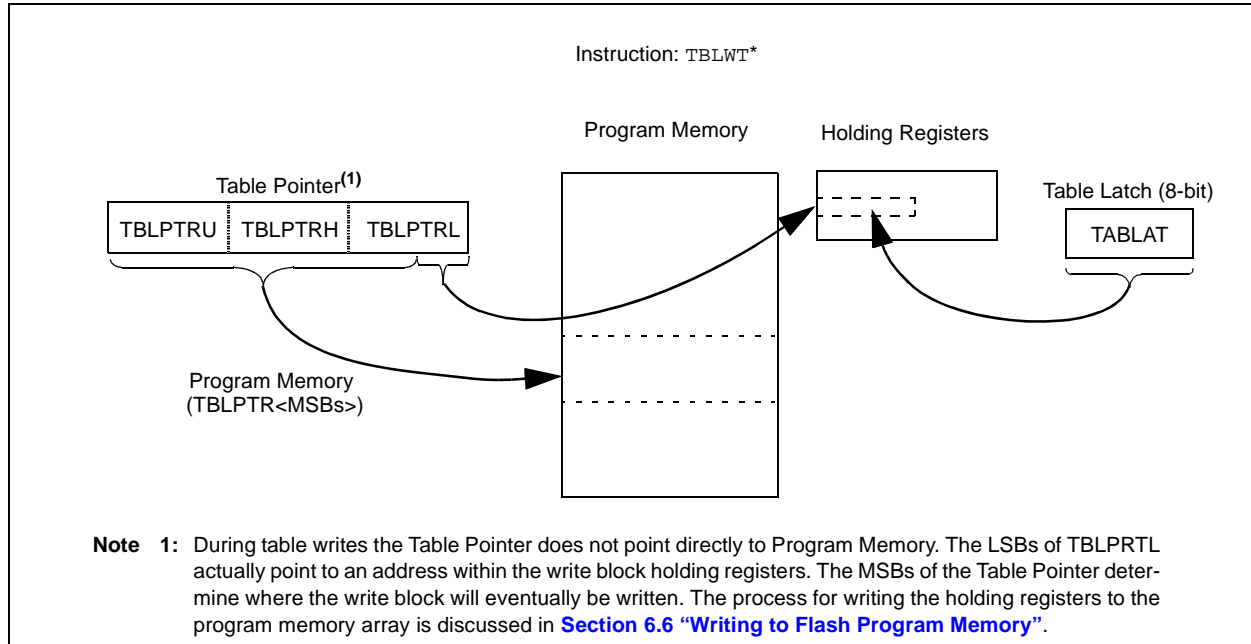 Instruction: TBLWT*
Program Memory
Holding Registers
Table Pointer(1)
Table Latch (8-bit)
TBLPTRU TBLPTRH TBLPTRL
TABLAT
Program Memory
(TBLPTR<MSBs>)
Note 1: During table writes the Table Pointer does not point directly to Program Memory. The LSBs of TBLPRTL
actually point to an address within the write block holding registers. The MSBs of the Table Pointer deter-
mine where the write block will eventually be written. The process for writing the holding registers to the
program memory array is discussed in Section 6.6 “Writing to Flash Program Memory”.